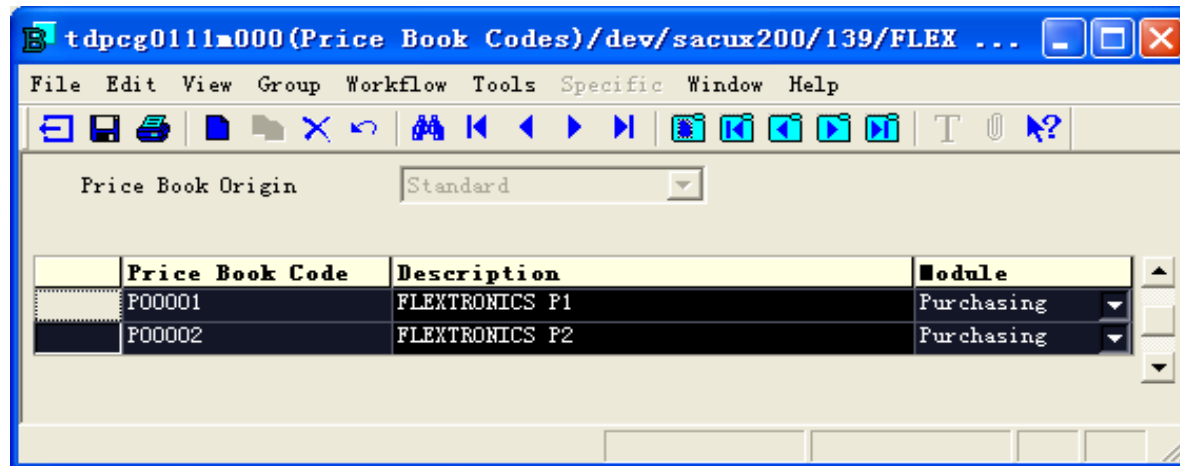 tdpcg0111m000(Price Book Codes)/dev/sacux200/139/FLEX ...
File Edit View Group Workflow Tools Specific Window Help
Price Book Origin Standard
Price Book Code Description Module
P00001 FLEXTRONICS P1 Purchasing
P00002 FLEXTRONICS P2 Purchasing